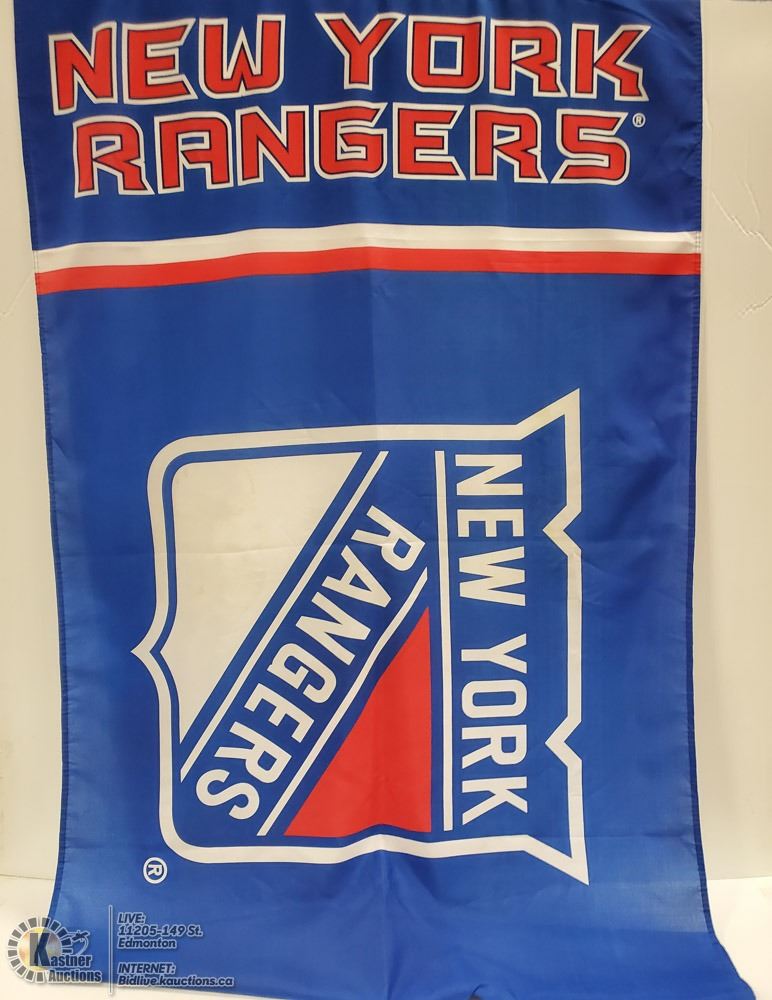 NEW YORK
RANGERS®
NEW YORK
RANGERS
®
Kastner
Auctions
LIVE:
11205-149 St.
Edmonton
INTERNET:
Bidlive.kauctions.ca